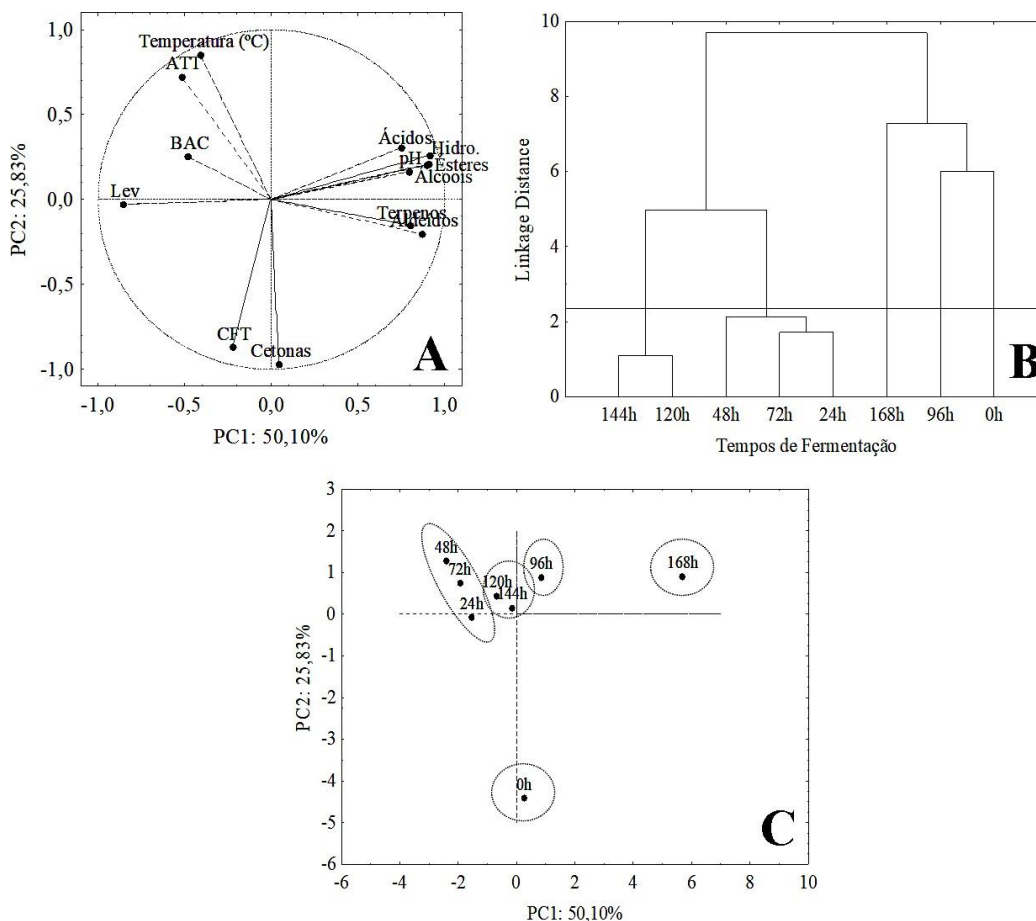 1,0
0,5
0,0
-0,5
-1,0
PC2: 25,83%
Temperatura (ºC)
ATT
BAC
Lev
Ácidos
Hidro.
pH
Ésteres
Álcoois
Terpenos
Aldeídos
CFT
Cetonas
A
-1,0 -0,5 0,0 0,5 1,0
PC1: 50,10%
10
8
6
4
2
0
Linkage Distance
B
144h 120h 48h 72h 24h 168h 96h 0h
Tempos de Fermentação
3
2
1
0
-1
-2
-3
-4
-5
-6
PC2: 25,83%
48h
72h
24h
120h
144h
96h
168h
0h
C
-6 -4 -2 0 2 4 6 8 10
PC1: 50,10%